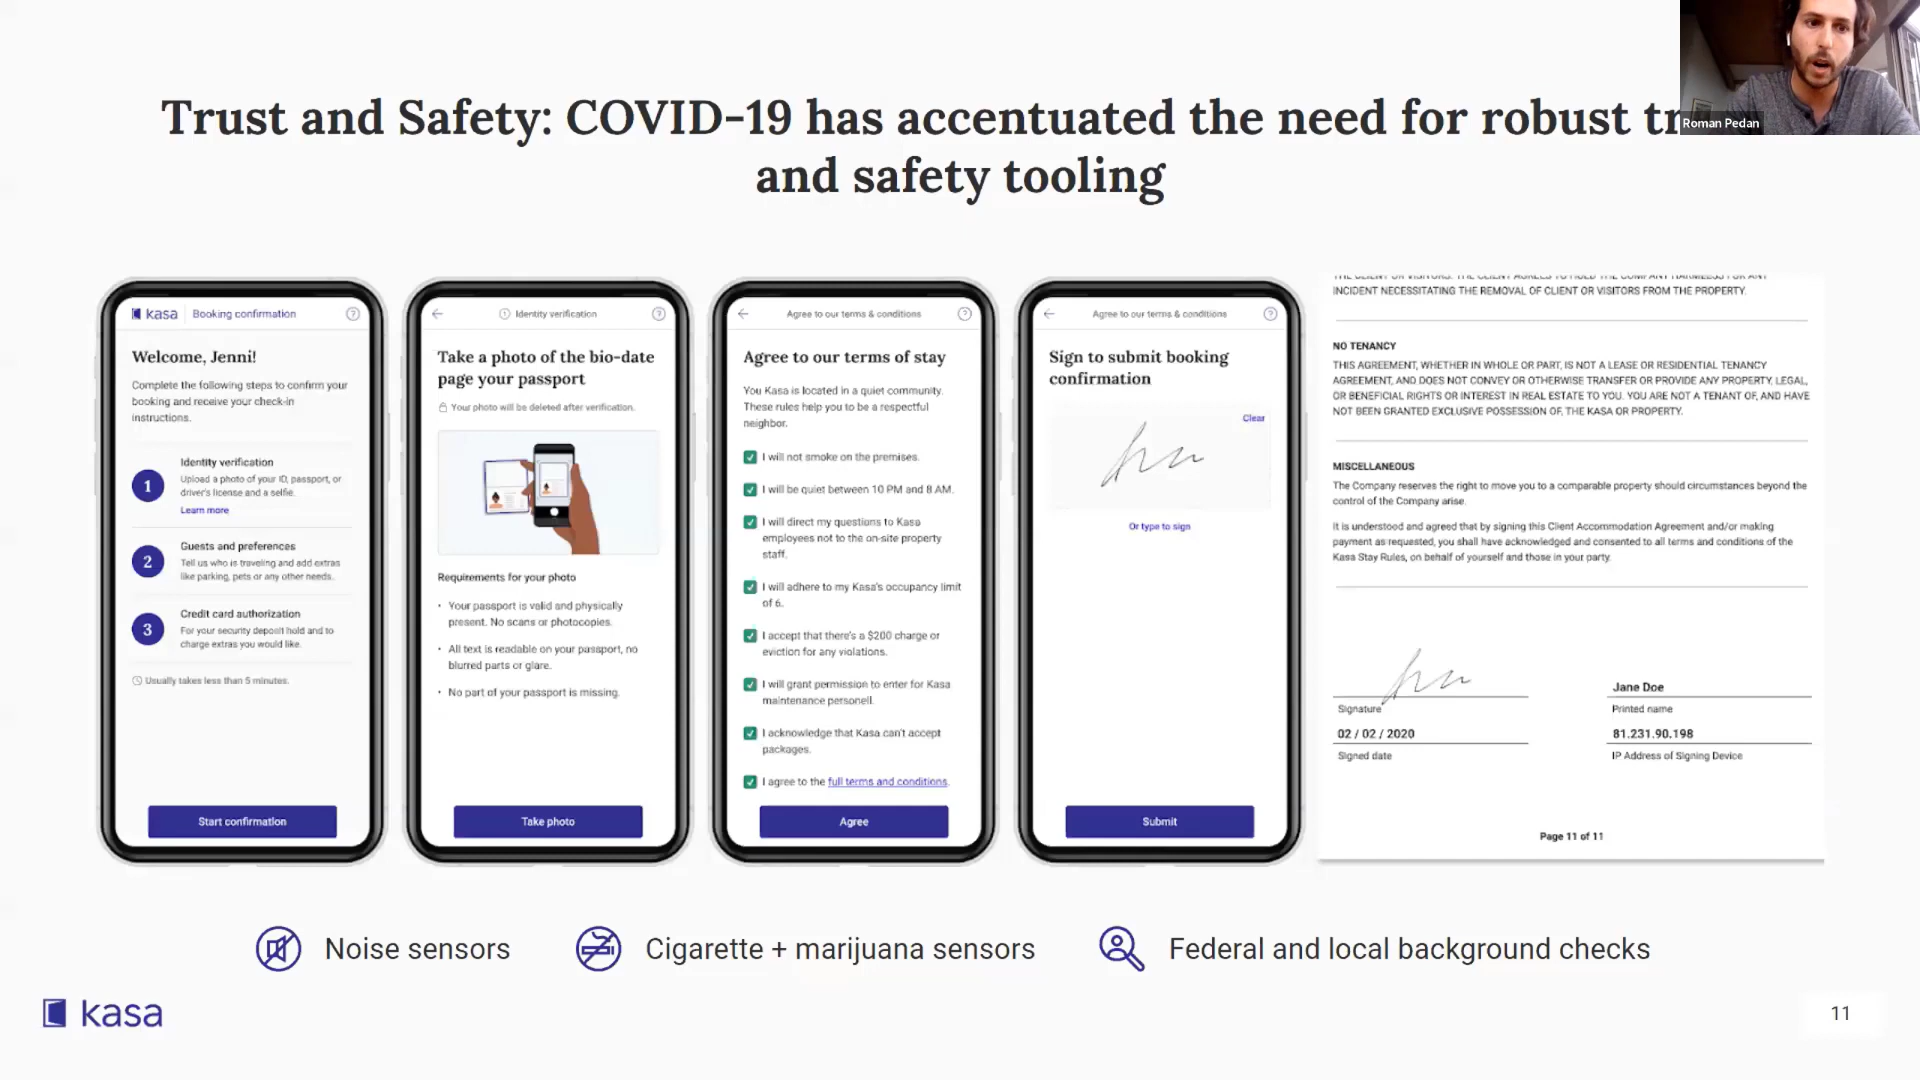 Roman Pedan
Trust and Safety: COVID-19 has accentuated the need for robust
and safety tooling
kasa Booking confirmation
Welcome, Jenni!
Complete the following steps to confirm your
booking and receive your check-in
instructions.
1
Identity verification
Upload a photo of your ID, passport, or
driver's license and a selfie.
Learn more
2
Guests and preferences
Tell us who is traveling and add extras
like parking, pets or any other needs.
3
Credit card authorization
For your security deposit hold and to
charge extras you would like.
Usually takes less than 5 minutes.
Start confirmation
Identity verification
Take a photo of the bio-date
page your passport
Your photo will be deleted after verification.
Requirements for your photo
• Your passport is valid and physically
present. No scans or photocopies.
• All text is readable on your passport, no
blurred parts or glare.
• No part of your passport is missing.
Take photo
Agree to our terms & conditions
Agree to our terms of stay
You Kasa is located in a quiet community.
These rules help you to be a respectful
neighbor.
I will not smoke on the premises.
I will be quiet between 10 PM and 8 AM.
I will direct my questions to Kasa
employees not to the on-site property
staff.
I will adhere to my Kasa's occupancy limit
of 6.
I accept that there's a $200 charge or
eviction for any violations.
I will grant permission to enter for Kasa
maintenance personell.
I acknowledge that Kasa can't accept
packages.
I agree to the full terms and conditions.
Agree
Agree to our terms & conditions
Sign to submit booking
confirmation
Clear
Or type to sign
Submit
INCIDENT NECESSITATING THE REMOVAL OF CLIENT OR VISITORS FROM THE PROPERTY.
NO TENANCY
THIS AGREEMENT, WHETHER IN WHOLE OR PART, IS NOT A LEASE OR RESIDENTIAL TENANCY
AGREEMENT, AND DOES NOT CONVEY OR OTHERWISE TRANSFER OR PROVIDE ANY PROPERTY, LEGAL,
OR BENEFICIAL RIGHTS OR INTEREST IN REAL ESTATE TO YOU. YOU ARE NOT A TENANT OF, AND HAVE
NOT BEEN GRANTED EXCLUSIVE POSSESSION OF, THE KASA OR PROPERTY.
MISCELLANEOUS
The Company reserves the right to move you to a comparable property should circumstances beyond the
control of the Company arise.
It is understood and agreed that by signing this Client Accommodation Agreement and/or making
payment as requested, you shall have acknowledged and consented to all terms and conditions of the
Kasa Stay Rules, on behalf of yourself and those in your party.
Jane Doe
Signature Printed name
02 / 02 / 2020 81.231.90.198
Signed date IP Address of Signing Device
Page 11 of 11
Noise sensors Cigarette + marijuana sensors Federal and local background checks
kasa
11